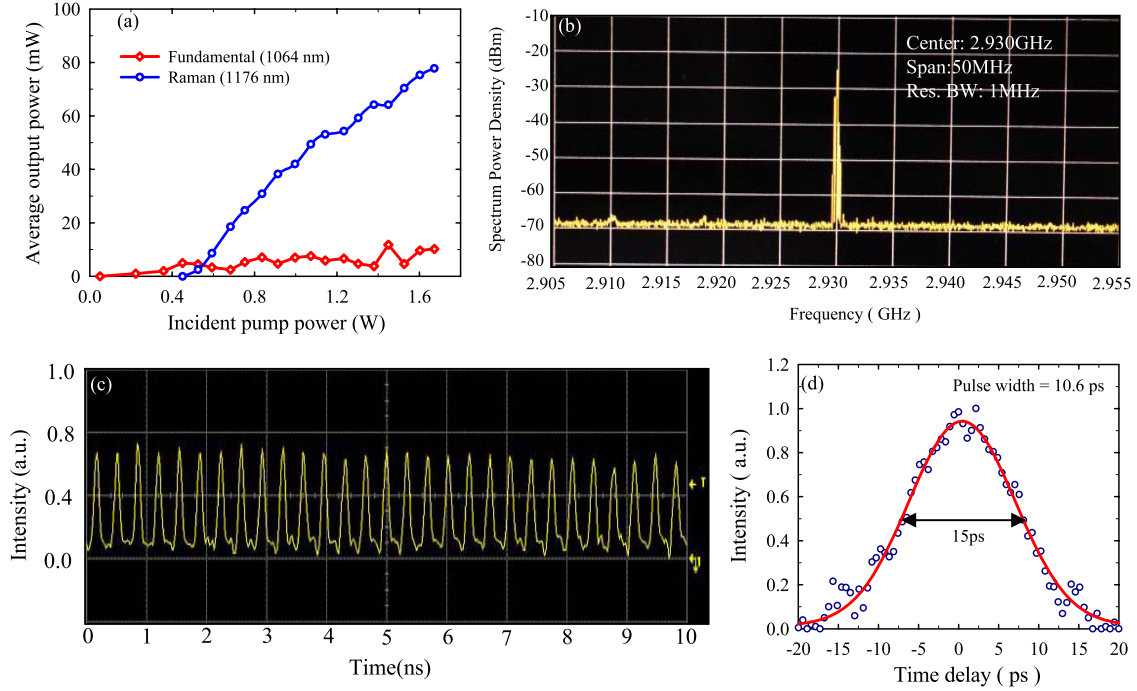 (a)
Average output power (mW)
100
80
60
40
20
0
Fundamental (1064 nm)
Raman (1176 nm)
0.0 0.4 0.8 1.2 1.6
Incident pump power (W)
(b)
Spectrum Power Density (dBm)
-10
-20
-30
-40
-50
-60
-70
-80
Center: 2.930GHz
Span:50MHz
Res. BW: 1MHz
2.905 2.910 2.915 2.920 2.925 2.930 2.935 2.940 2.945 2.950 2.955
Frequency ( GHz )
(c)
Intensity (a.u.)
1.0
0.8
0.4
0.0
T
0 1 2 3 4 5 6 7 8 9 10
Time(ns)
(d)
Intensity ( a.u.)
1.2
1.0
0.8
0.6
0.4
0.2
0.0
Pulse width = 10.6 ps
15ps
-20 -15 -10 -5 0 5 10 15 20
Time delay ( ps )